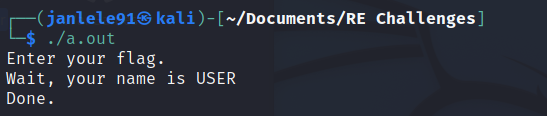 ┌──(janlele91㉿kali)-[~/Documents/RE Challenges]
└─$ ./a.out
Enter your flag.
Wait, your name is USER
Done.